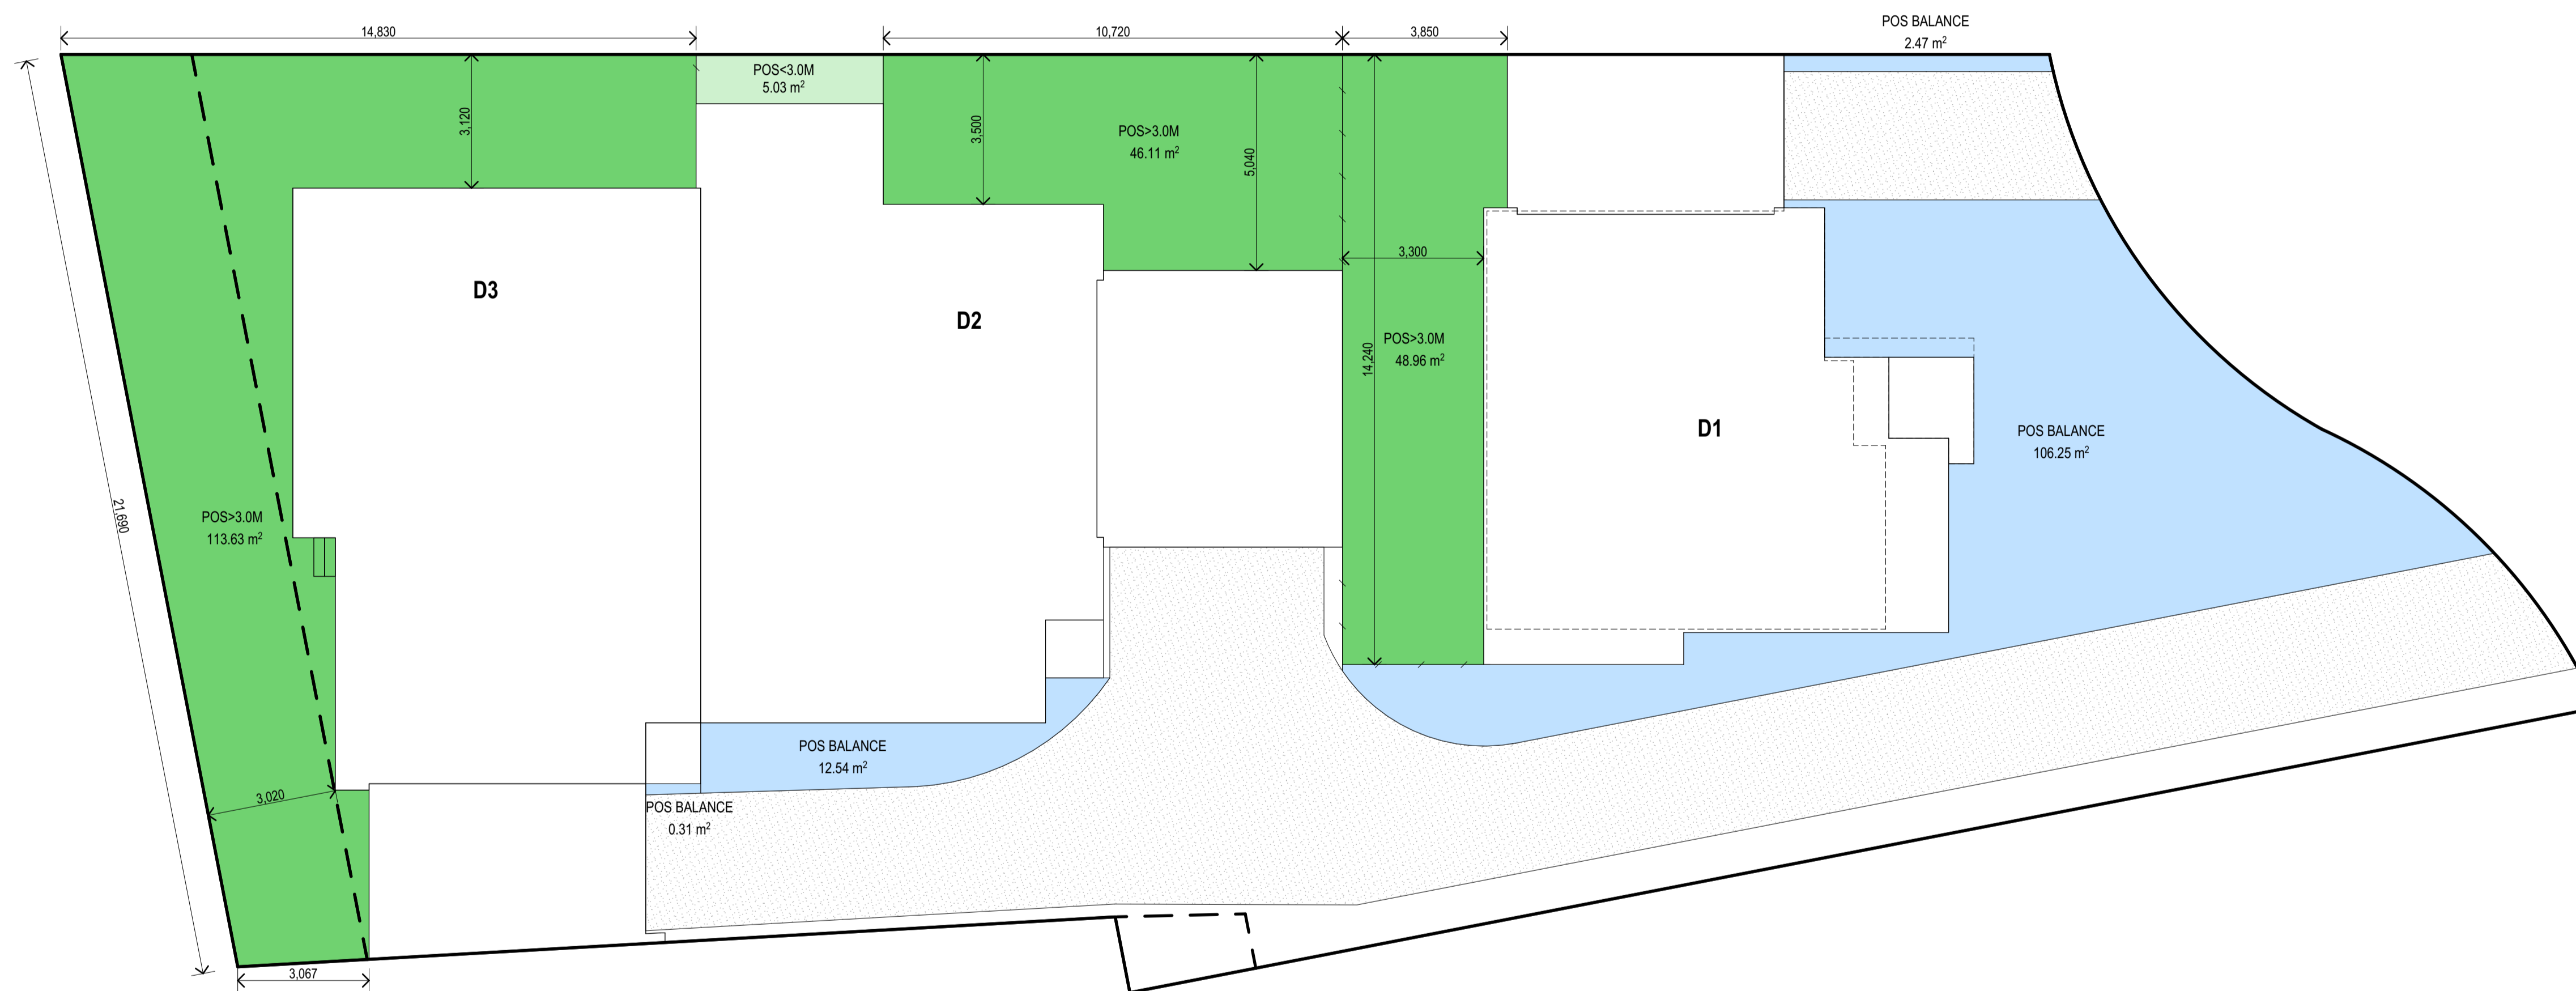 14,830
10,720
3,850
POS BALANCE
2.47 m²
POS<3.0M
5.03 m²
3,120
3,500
POS>3.0M
46.11 m²
5,040
3,300
D3
D2
D1
14,240
POS>3.0M
48.96 m²
POS BALANCE
106.25 m²
21,690
POS>3.0M
113.63 m²
POS BALANCE
12.54 m²
3,020
POS BALANCE
0.31 m²
3,067